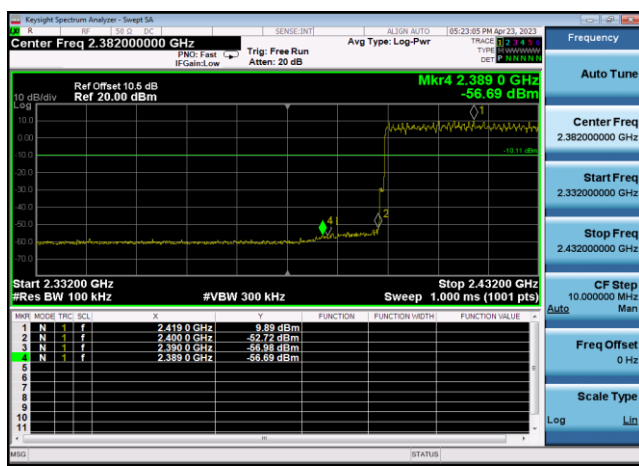 Keysight Spectrum Analyzer - Swept SA
R RF 50 Ω DC SENSE:INT ALIGN AUTO 05:23:05 PM Apr 23, 2023
Center Freq 2.382000000 GHz
PNO: Fast
IFGain:Low
Trig: Free Run
Atten: 20 dB
Avg Type: Log-Pwr
TRACE 1 2 3 4 5 6
TYPE
DET P N N N N N
Ref Offset 10.5 dB
10 dB/div Ref 20.00 dBm
Log
Mkr4 2.389 0 GHz
-56.69 dBm
10.0
0.00
-10.0
-20.0
-30.0
-40.0
-50.0
-60.0
-70.0
1
-10.11 dBm
2
4
Start 2.33200 GHz
#Res BW 100 kHz
#VBW 300 kHz
Stop 2.43200 GHz
Sweep 1.000 ms (1001 pts)
MKR MODE TRC SCL X Y FUNCTION FUNCTION WIDTH FUNCTION VALUE
1 N 1 f 2.419 0 GHz 9.89 dBm
2 N 1 f 2.400 0 GHz -52.72 dBm
3 N 1 f 2.390 0 GHz -56.98 dBm
4 N 1 f 2.389 0 GHz -56.69 dBm
5
6
7
8
9
10
11
MSG STATUS
Frequency
Auto Tune
Center Freq
2.382000000 GHz
Start Freq
2.332000000 GHz
Stop Freq
2.432000000 GHz
CF Step
10.000000 MHz
Auto Man
Freq Offset
0 Hz
Scale Type
Log Lin